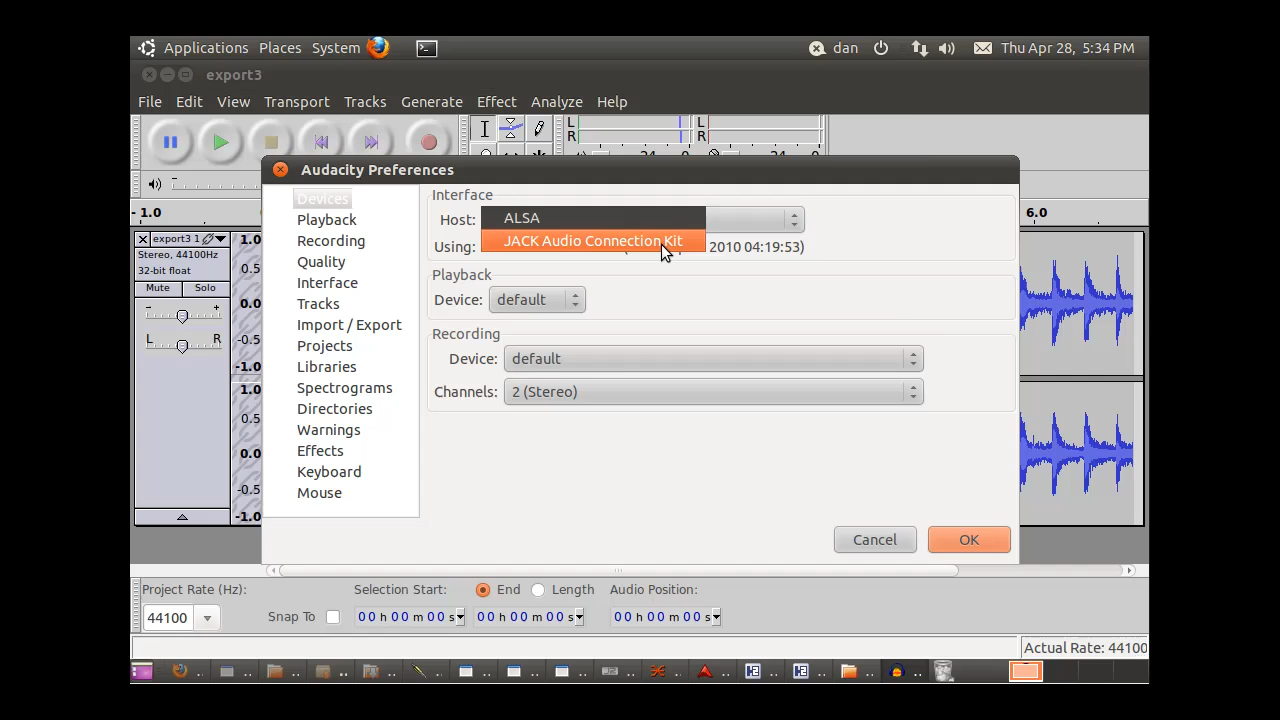 Applications Places System dan Thu Apr 28, 5:34 PM
export3
File Edit View Transport Tracks Generate Effect Analyze Help
L
R
L
R
Audacity Preferences
- 1.0
6.0
Devices
Playback
Recording
Quality
Interface
Tracks
Import / Export
Projects
Libraries
Spectrograms
Directories
Warnings
Effects
Keyboard
Mouse
Interface
Host:
ALSA
JACK Audio Connection Kit
Using: 2010 04:19:53)
Playback
Device: default
Recording
Device: default
Channels: 2 (Stereo)
Cancel OK
export3 1
Stereo, 44100Hz
32-bit float
Mute Solo
- +
L R
1.0
0.5
0.0
-0.5
-1.0
1.0
0.5
0.0
-0.5
-1.0
Project Rate (Hz): Selection Start: End Length Audio Position:
44100 Snap To 00 h 00 m 00 s 00 h 00 m 00 s 00 h 00 m 00 s
Actual Rate: 44100